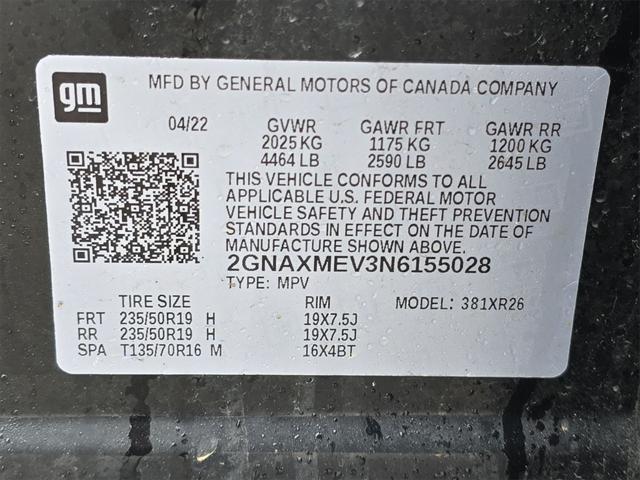 gm
MFD BY GENERAL MOTORS OF CANADA COMPANY
04/22 GVWR GAWR FRT GAWR RR
2025 KG 1175 KG 1200 KG
4464 LB 2590 LB 2645 LB
THIS VEHICLE CONFORMS TO ALL
APPLICABLE U.S. FEDERAL MOTOR
VEHICLE SAFETY AND THEFT PREVENTION
STANDARDS IN EFFECT ON THE DATE OF
MANUFACTURE SHOWN ABOVE.
2GNAXMEV3N6155028
TYPE: MPV
TIRE SIZE RIM MODEL: 381XR26
FRT 235/50R19 H 19X7.5J
RR 235/50R19 H 19X7.5J
SPA T135/70R16 M 16X4BT